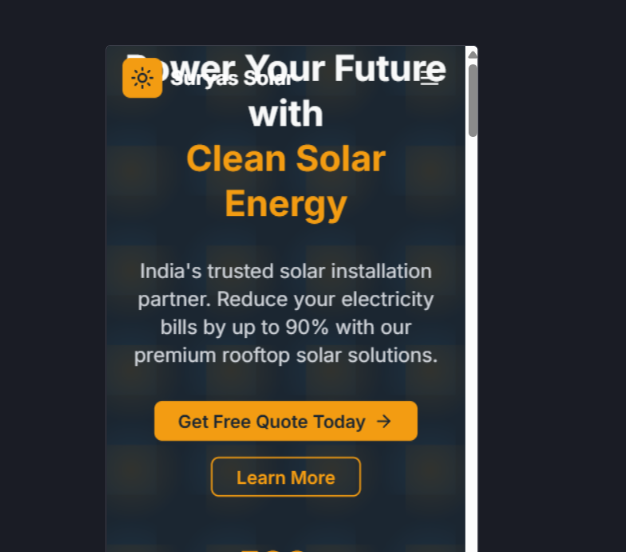 Power Your Future
Suryas Solar
with
Clean Solar
Energy
India's trusted solar installation
partner. Reduce your electricity
bills by up to 90% with our
premium rooftop solar solutions.
Get Free Quote Today →
Learn More